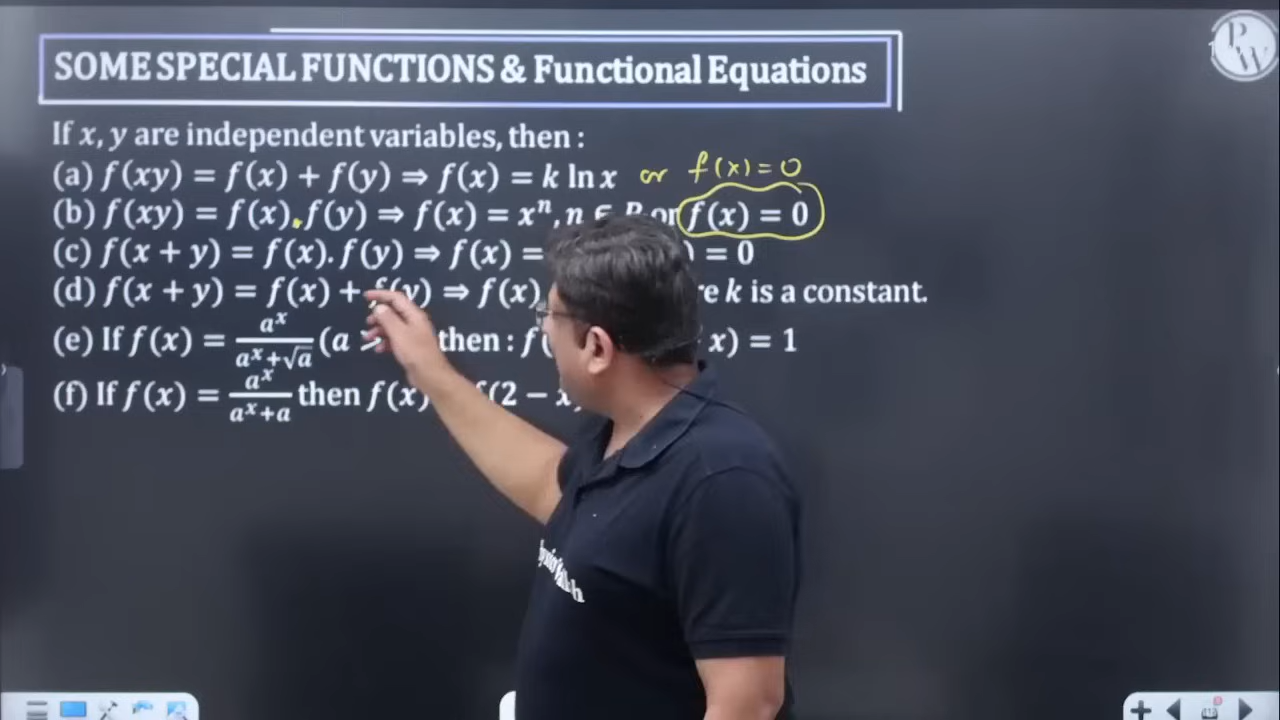 SOME SPECIAL FUNCTIONS & Functional Equations
PW
If x, y are independent variables, then :
(a) f(xy) = f(x) + f(y) ⇒ f(x) = k ln x or f(x) = 0
(b) f(xy) = f(x).f(y) ⇒ f(x) = xⁿ, n ∈ R or f(x) = 0
(c) f(x + y) = f(x).f(y) ⇒ f(x) = ) = 0
(d) f(x + y) = f(x) + f(y) ⇒ f(x) re k is a constant.
(e) If f(x) = aˣ/(aˣ+√a) (a > then : f( x) = 1
(f) If f(x) = aˣ/(aˣ+a) then f(x) f(2 − x)